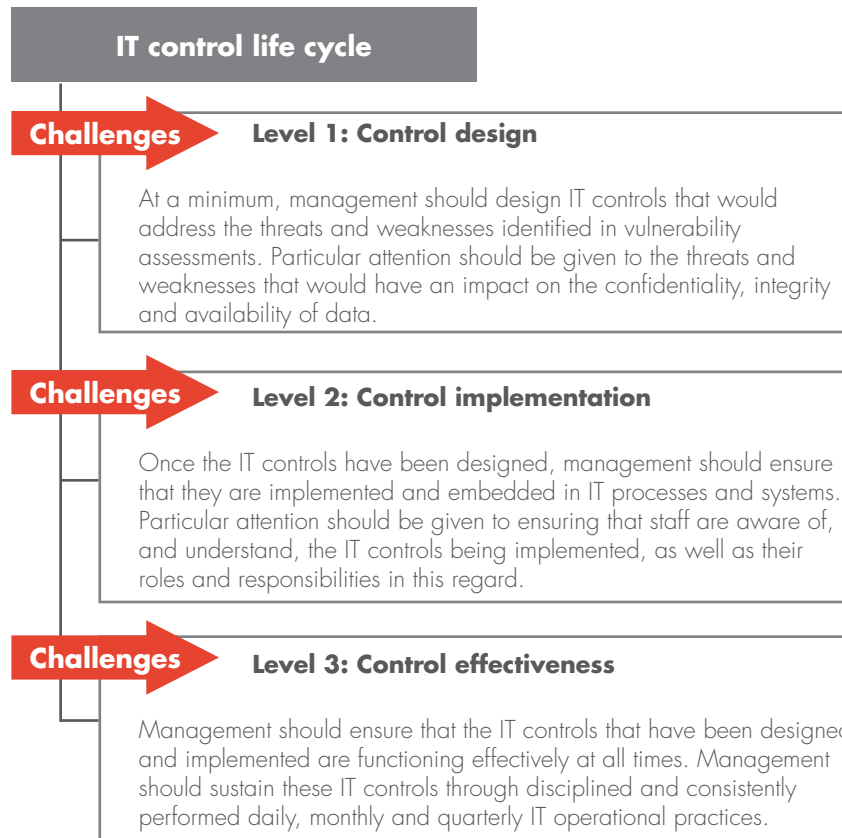 IT control life cycle
Challenges
Level 1: Control design
At a minimum, management should design IT controls that would
address the threats and weaknesses identified in vulnerability
assessments. Particular attention should be given to the threats and
weaknesses that would have an impact on the confidentiality, integrity
and availability of data.
Challenges
Level 2: Control implementation
Once the IT controls have been designed, management should ensure
that they are implemented and embedded in IT processes and systems.
Particular attention should be given to ensuring that staff are aware of,
and understand, the IT controls being implemented, as well as their
roles and responsibilities in this regard.
Challenges
Level 3: Control effectiveness
Management should ensure that the IT controls that have been designed
and implemented are functioning effectively at all times. Management
should sustain these IT controls through disciplined and consistently
performed daily, monthly and quarterly IT operational practices.